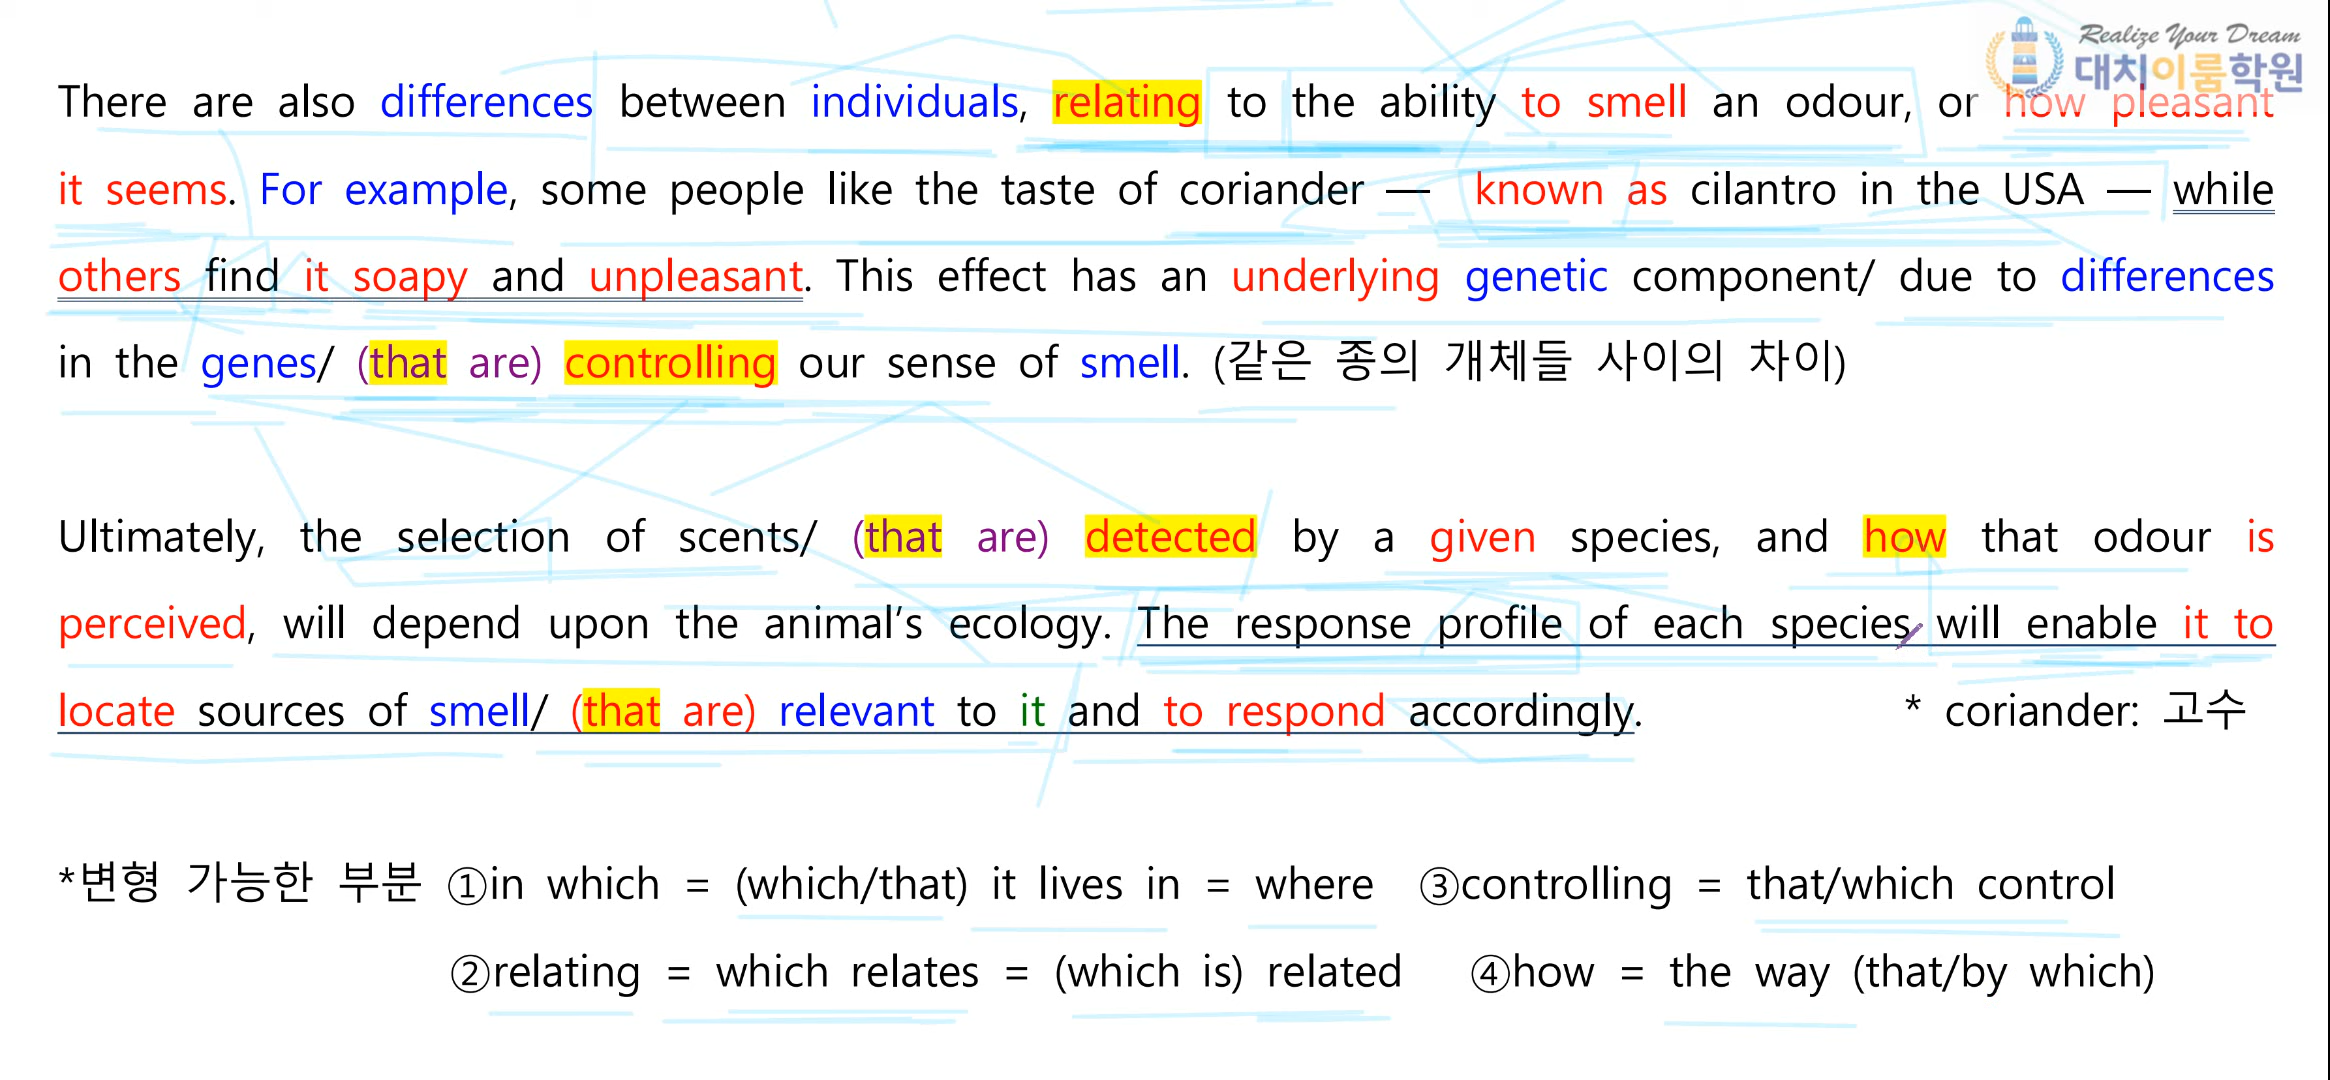 Realize Your Dream
대치이룸학원
There are also differences between individuals, relating to the ability to smell an odour, or how pleasant
it seems. For example, some people like the taste of coriander — known as cilantro in the USA — while
others find it soapy and unpleasant. This effect has an underlying genetic component/ due to differences
in the genes/ (that are) controlling our sense of smell. (같은 종의 개체들 사이의 차이)
Ultimately, the selection of scents/ (that are) detected by a given species, and how that odour is
perceived, will depend upon the animal's ecology. The response profile of each species will enable it to
locate sources of smell/ (that are) relevant to it and to respond accordingly. * coriander: 고수
*변형 가능한 부분 ①in which = (which/that) it lives in = where ③controlling = that/which control
②relating = which relates = (which is) related ④how = the way (that/by which)